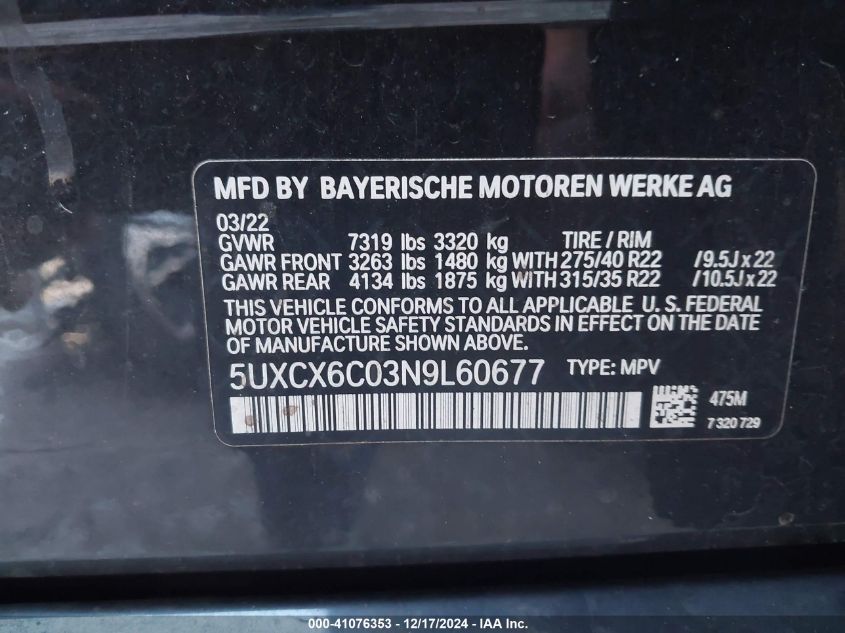 MFD BY BAYERISCHE MOTOREN WERKE AG
03/22
GVWR 7319 lbs 3320 kg TIRE / RIM
GAWR FRONT 3263 lbs 1480 kg WITH 275/40 R22 /9.5J x 22
GAWR REAR 4134 lbs 1875 kg WITH 315/35 R22 /10.5J x 22
THIS VEHICLE CONFORMS TO ALL APPLICABLE U. S. FEDERAL
MOTOR VEHICLE SAFETY STANDARDS IN EFFECT ON THE DATE
OF MANUFACTURE SHOWN ABOVE.
5UXCX6C03N9L60677 TYPE: MPV
475M
7 320 729
000-41076353 / 12/17/2024 - IAA Inc.